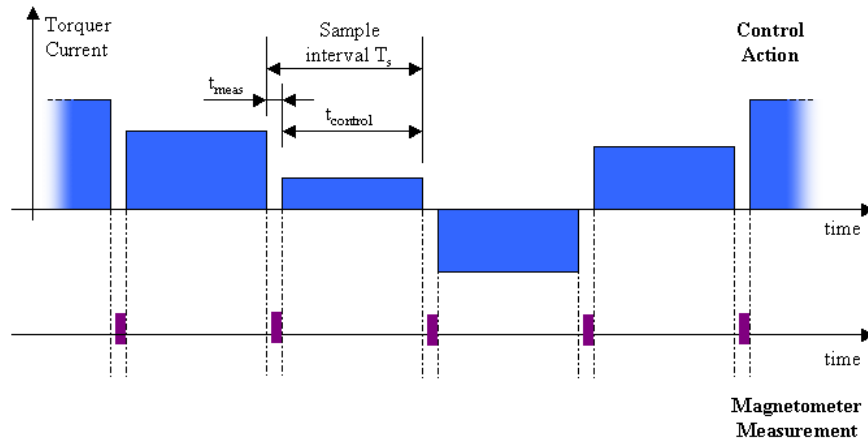 Torquer
Current
Sample
interval Ts
Control
Action
tmeas
tcontrol
time
time
Magnetometer
Measurement